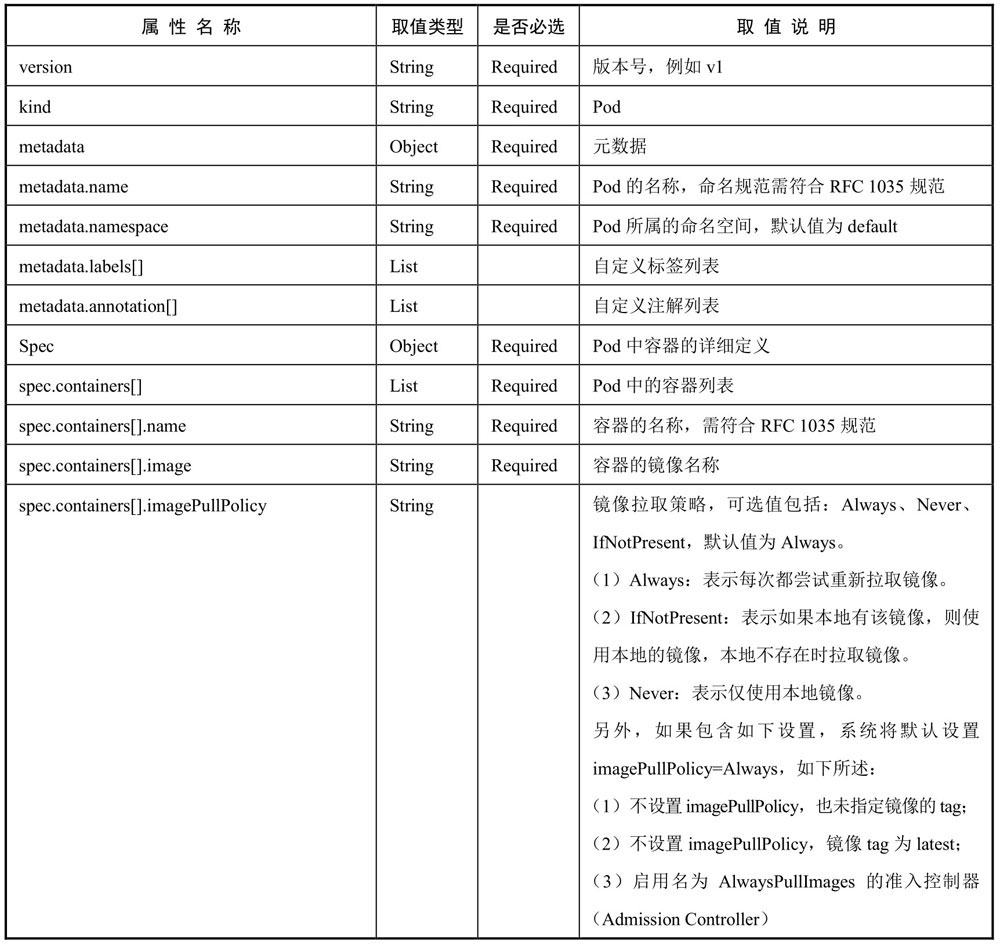 属性名称 取值类型 是否必选 取值说明
version String Required 版本号，例如 v1
kind String Required Pod
metadata Object Required 元数据
metadata.name String Required Pod 的名称，命名规范需符合 RFC 1035 规范
metadata.namespace String Required Pod 所属的命名空间，默认值为 default
metadata.labels[] List 自定义标签列表
metadata.annotation[] List 自定义注解列表
Spec Object Required Pod 中容器的详细定义
spec.containers[] List Required Pod 中的容器列表
spec.containers[].name String Required 容器的名称，需符合 RFC 1035 规范
spec.containers[].image String Required 容器的镜像名称
spec.containers[].imagePullPolicy String 镜像拉取策略，可选值包括：Always、Never、
IfNotPresent，默认值为 Always。
（1）Always：表示每次都尝试重新拉取镜像。
（2）IfNotPresent：表示如果本地有该镜像，则使
用本地的镜像，本地不存在时拉取镜像。
（3）Never：表示仅使用本地镜像。
另外，如果包含如下设置，系统将默认设置
imagePullPolicy=Always，如下所述：
（1）不设置 imagePullPolicy，也未指定镜像的 tag；
（2）不设置 imagePullPolicy，镜像 tag 为 latest；
（3）启用名为 AlwaysPullImages 的准入控制器
（Admission Controller）